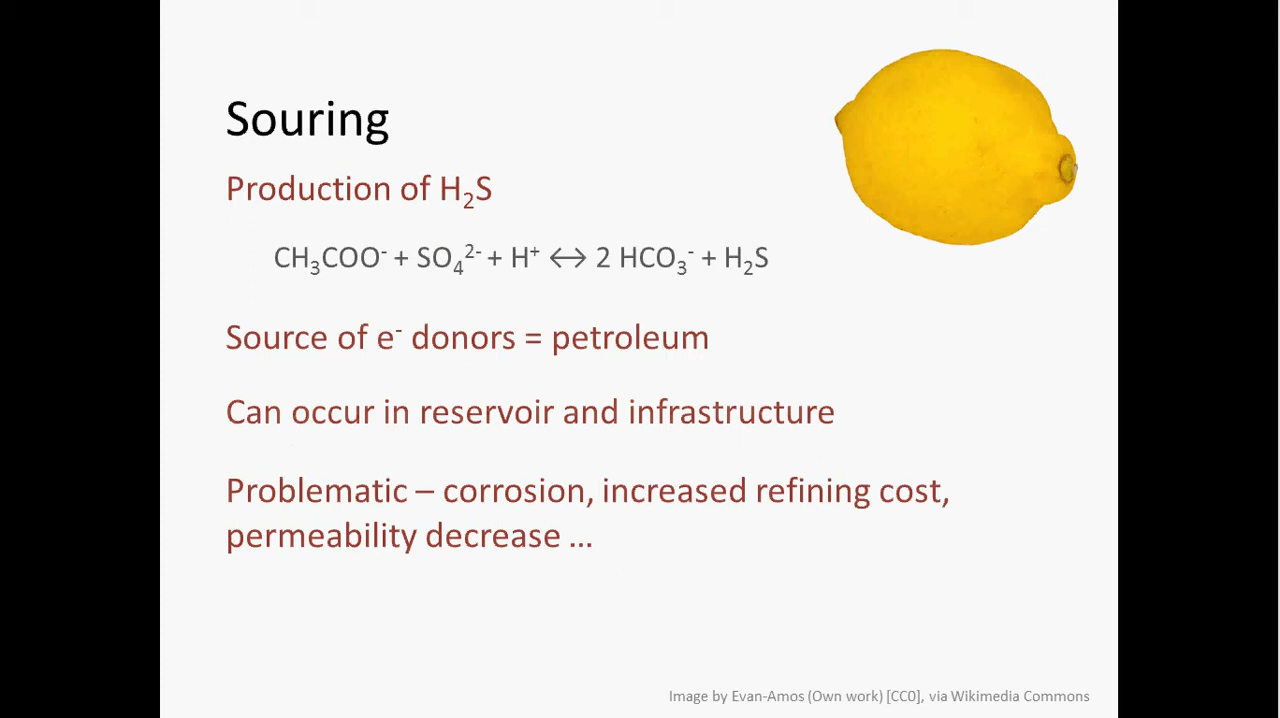 Souring
Production of H₂S
CH₃COO⁻ + SO₄²⁻ + H⁺ ↔ 2 HCO₃⁻ + H₂S
Source of e⁻ donors = petroleum
Can occur in reservoir and infrastructure
Problematic – corrosion, increased refining cost,
permeability decrease ...
Image by Evan-Amos (Own work) [CC0], via Wikimedia Commons